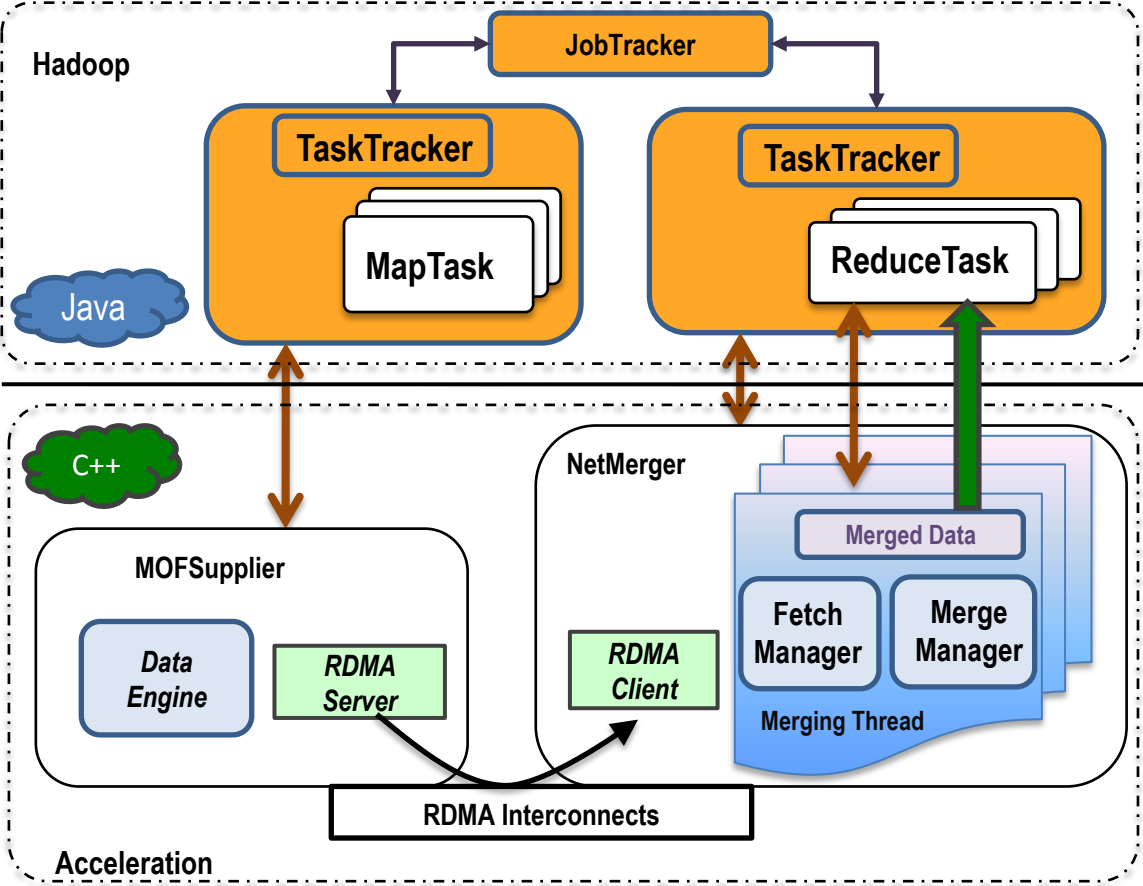 JobTracker
Hadoop
TaskTracker
TaskTracker
MapTask
ReduceTask
Java
C++
NetMerger
Merged Data
MOFSupplier
Fetch
Manager
Merge
Manager
Data
Engine
RDMA
Server
RDMA
Client
Merging Thread
RDMA Interconnects
Acceleration